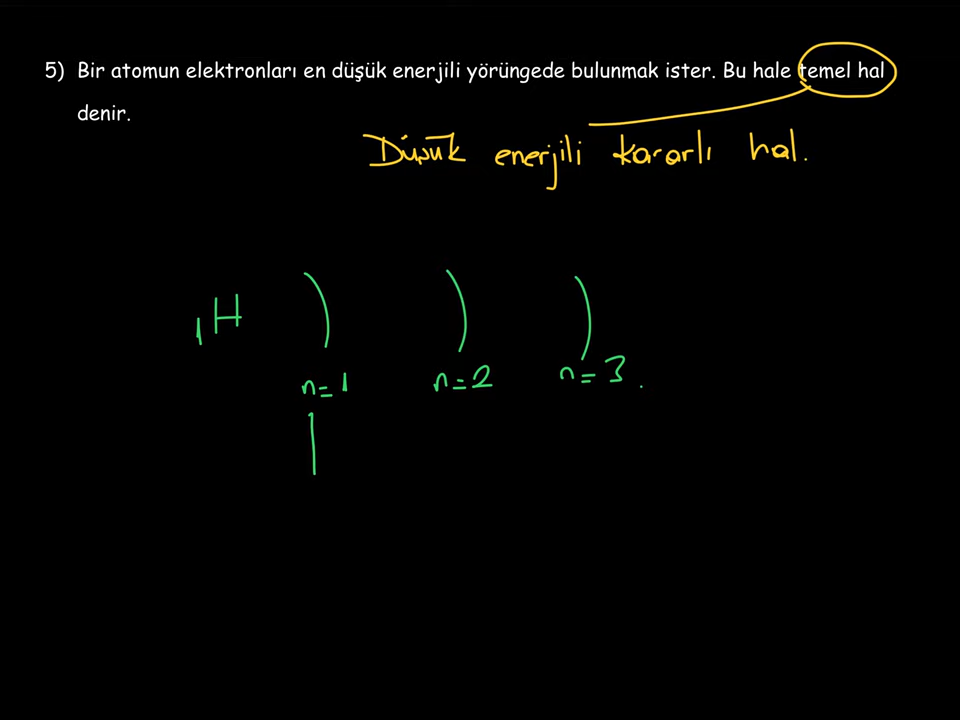 5) Bir atomun elektronları en düşük enerjili yörüngede bulunmak ister. Bu hale temel hal
denir.
Düşük enerjili kararlı hal.
₁H
n=1 n=2 n=3.